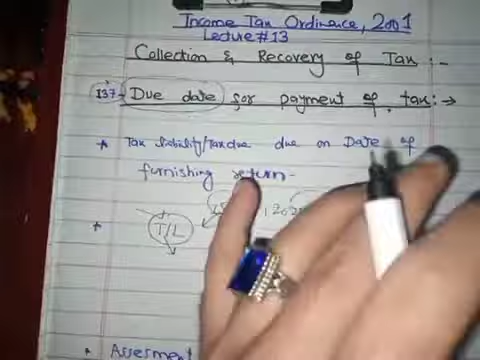 Income Tax Ordinance, 2001
Lecture #13
Collection & Recovery of Tax :-
137- Due date for payment of tax:→
* Tax liability/Tax due due on Date of
furnishing return-
T/L
* Assesment